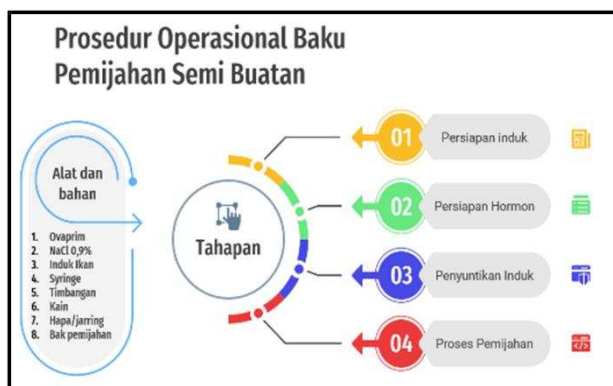 Prosedur Operasional Baku
Pemijahan Semi Buatan
Alat dan
bahan
1. Ovaprim
2. NaCl 0,9%
3. Induk Ikan
4. Syringe
5. Timbangan
6. Kain
7. Hapa/jarring
8. Bak pemijahan
Tahapan
01 Persiapan induk
02 Persiapan Hormon
03 Penyuntikan Induk
04 Proses Pemijahan